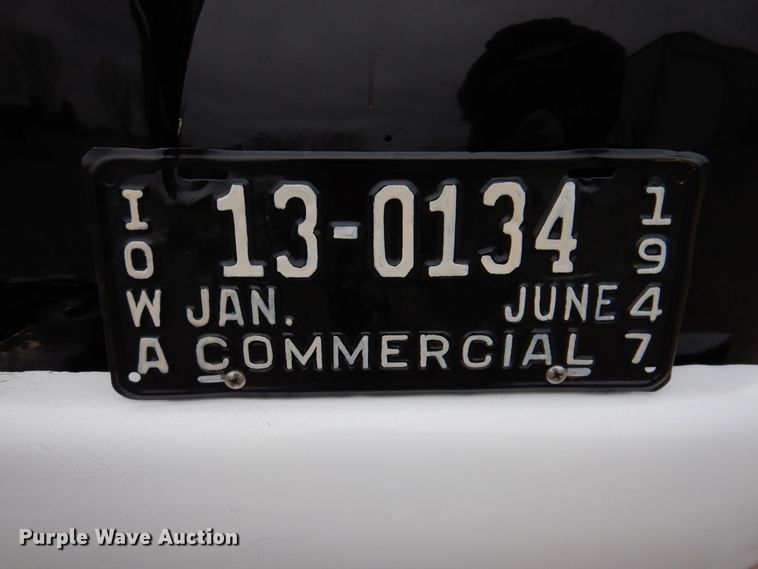 IOWA
13-0134
1947
JAN. JUNE
COMMERCIAL
Purple Wave Auction